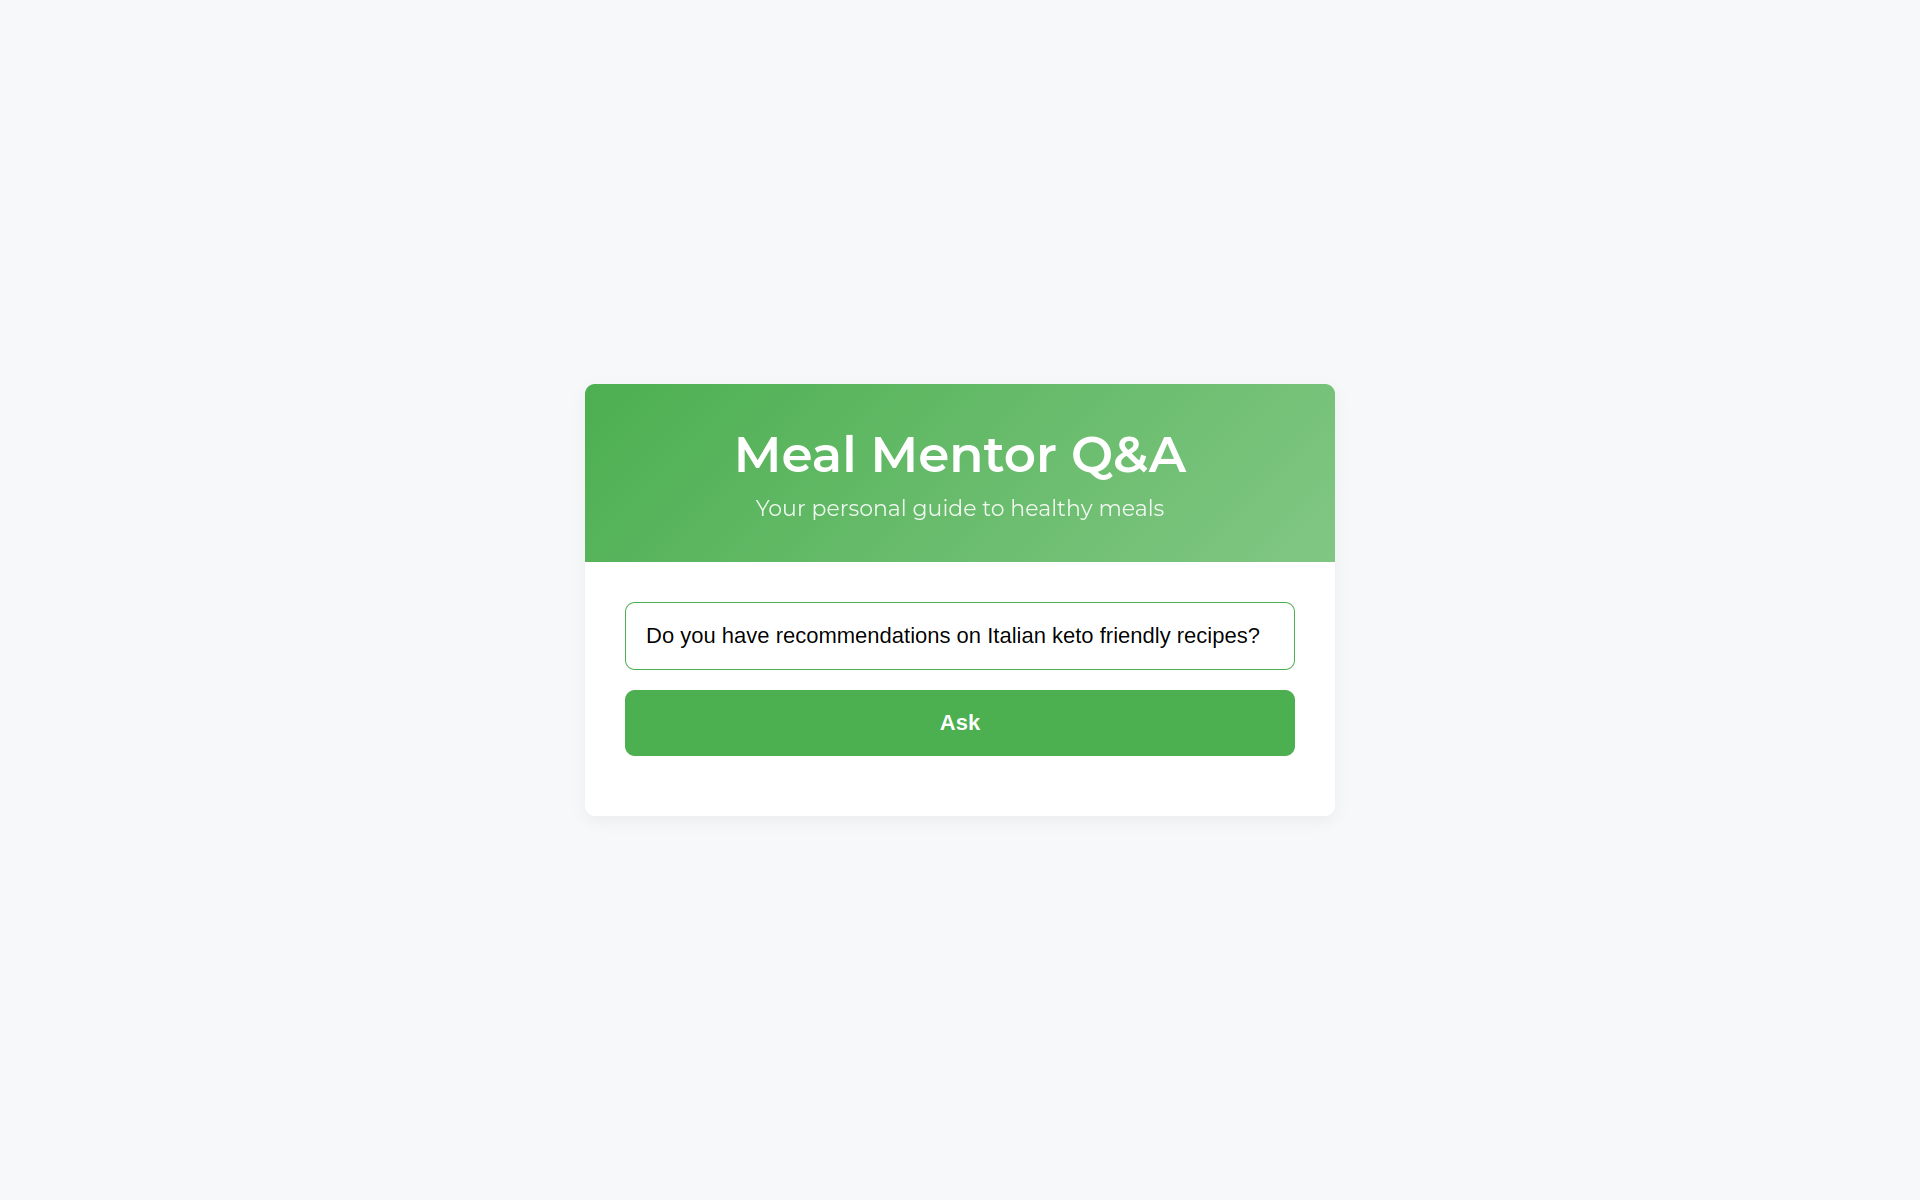 Meal Mentor Q&A
Your personal guide to healthy meals
Do you have recommendations on Italian keto friendly recipes?
Ask